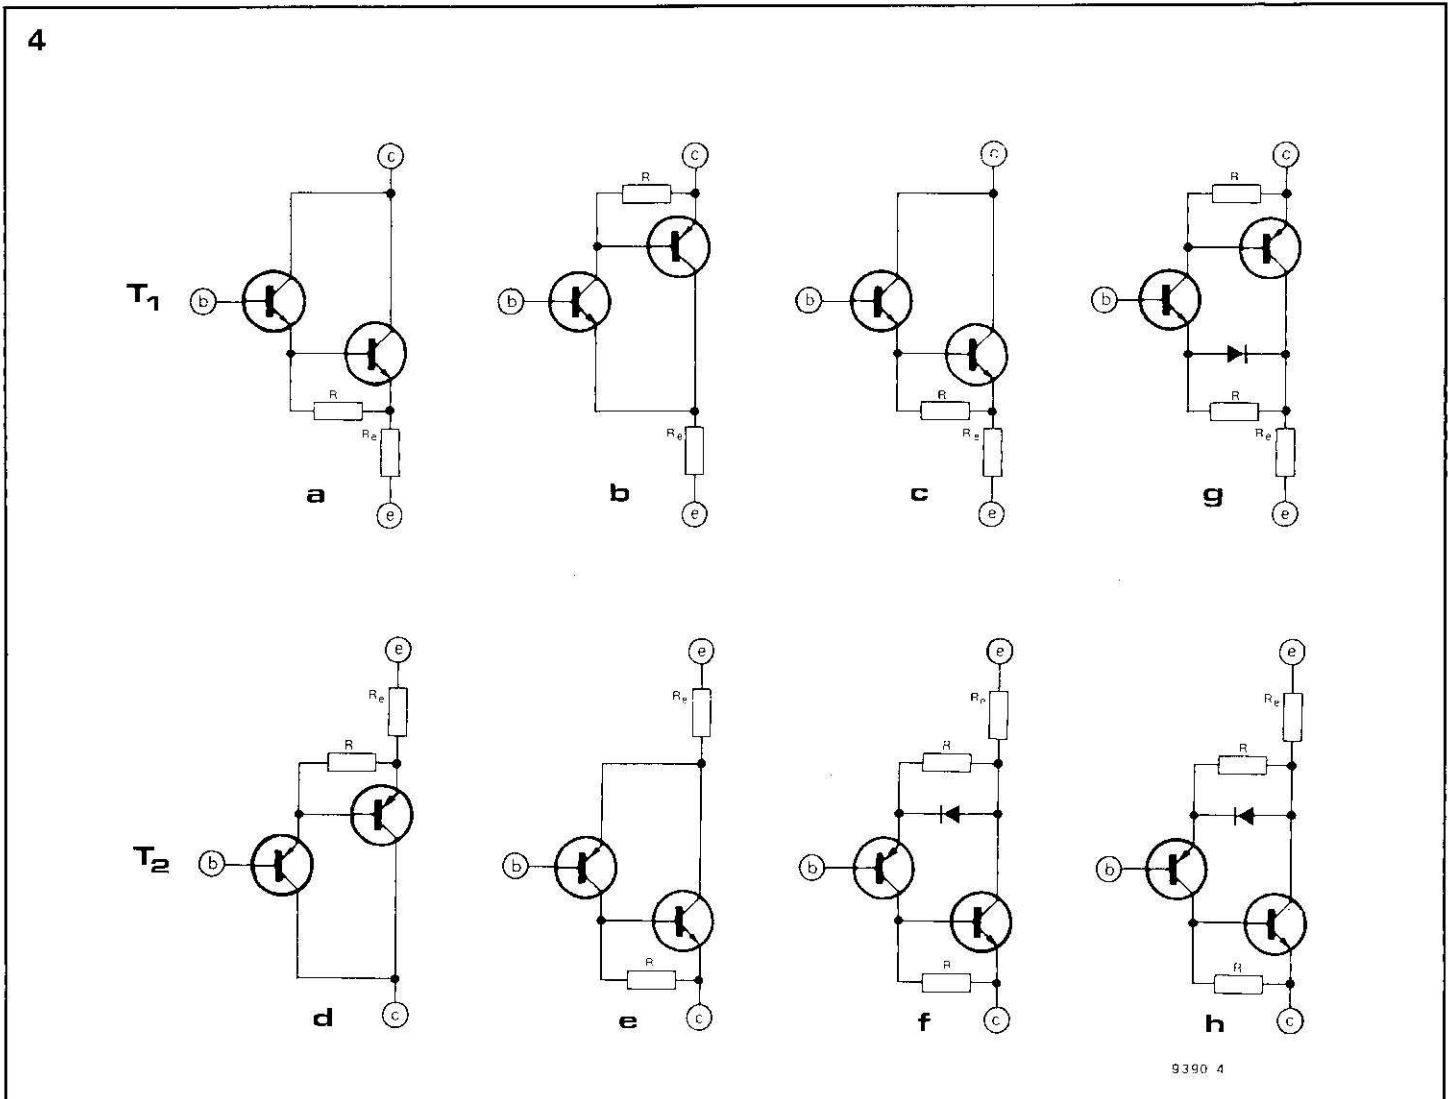 4
c c c c
R R
T1 b b b b
R R R
Re Re Re Re
a b c g
e e e e
e e e e
Re Re Re Re
R R R
T2 b b b b
R R R
d e f h
c c c c
9390 4